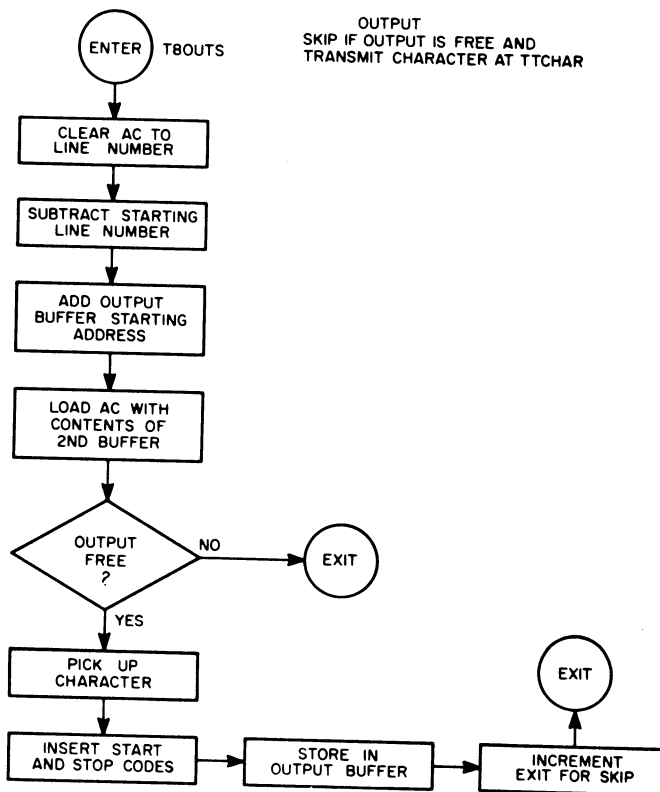 OUTPUT
SKIP IF OUTPUT IS FREE AND
TRANSMIT CHARACTER AT TTCHAR
ENTER T8OUTS
CLEAR AC TO
LINE NUMBER
SUBTRACT STARTING
LINE NUMBER
ADD OUTPUT
BUFFER STARTING
ADDRESS
LOAD AC WITH
CONTENTS OF
2ND BUFFER
OUTPUT
FREE
?
NO
EXIT
YES
PICK UP
CHARACTER
INSERT START
AND STOP CODES
STORE IN
OUTPUT BUFFER
INCREMENT
EXIT FOR SKIP
EXIT